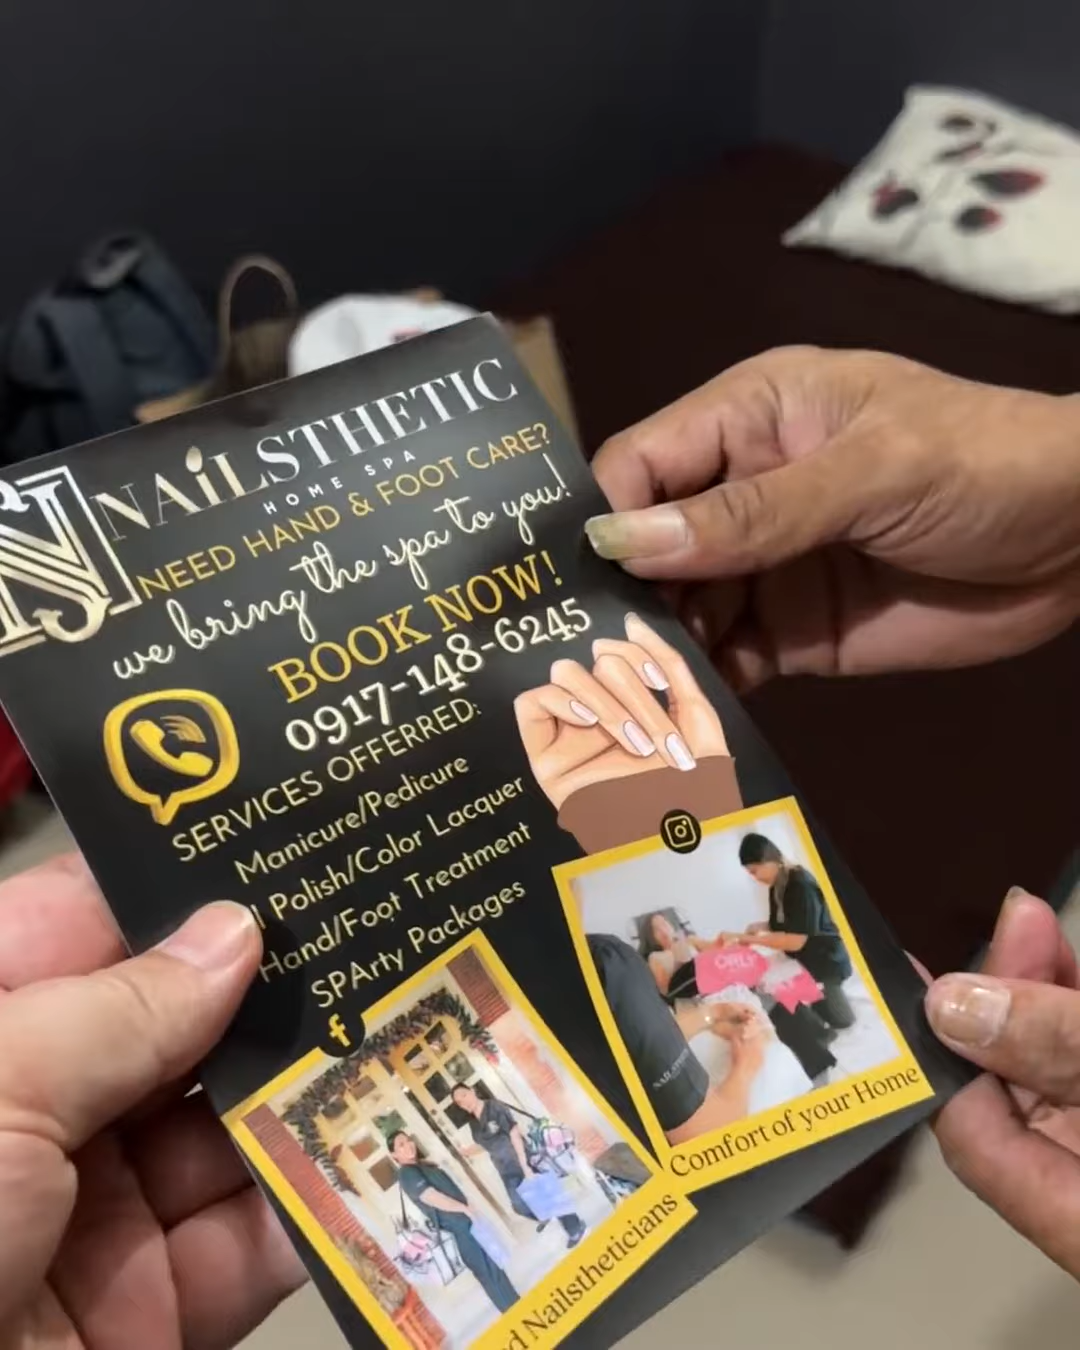 NAiLSTHETIC
HOME SPA
NEED HAND & FOOT CARE?
we bring the spa to you!
BOOK NOW!
0917-148-6245
SERVICES OFFERRED:
Manicure/Pedicure
Polish/Color Lacquer
Hand/Foot Treatment
SPArty Packages
ORLY
Comfort of your Home
Nailstheticians